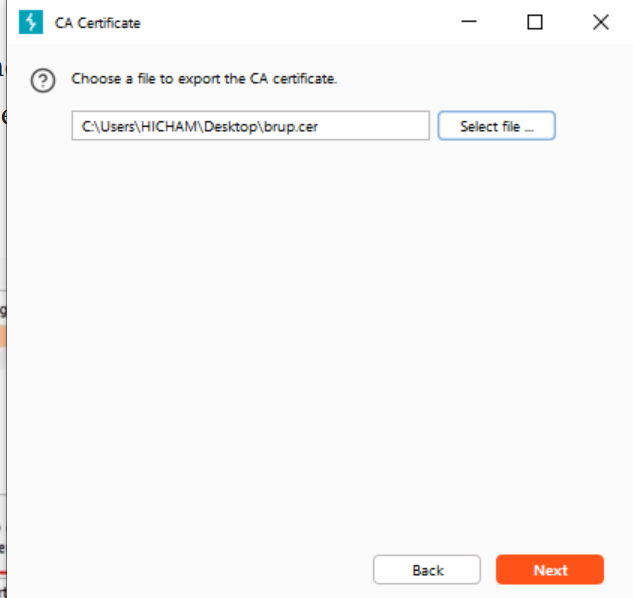 CA Certificate
Choose a file to export the CA certificate.
C:\Users\HICHAM\Desktop\brup.cer
Select file ...
Back
Next